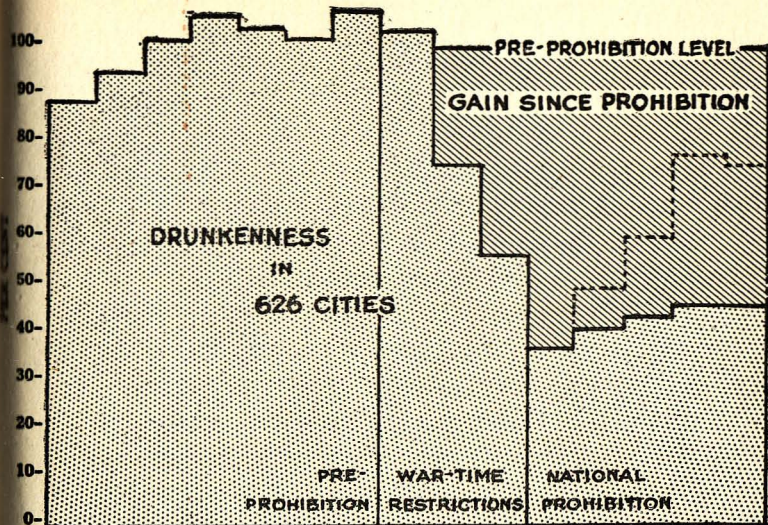 100-
90-
80-
70-
60-
50-
40-
30-
20-
10-
0-
PRE-PROHIBITION LEVEL
GAIN SINCE PROHIBITION
DRUNKENNESS
IN
626 CITIES
PRE-
PROHIBITION
WAR-TIME
RESTRICTIONS
NATIONAL
PROHIBITION